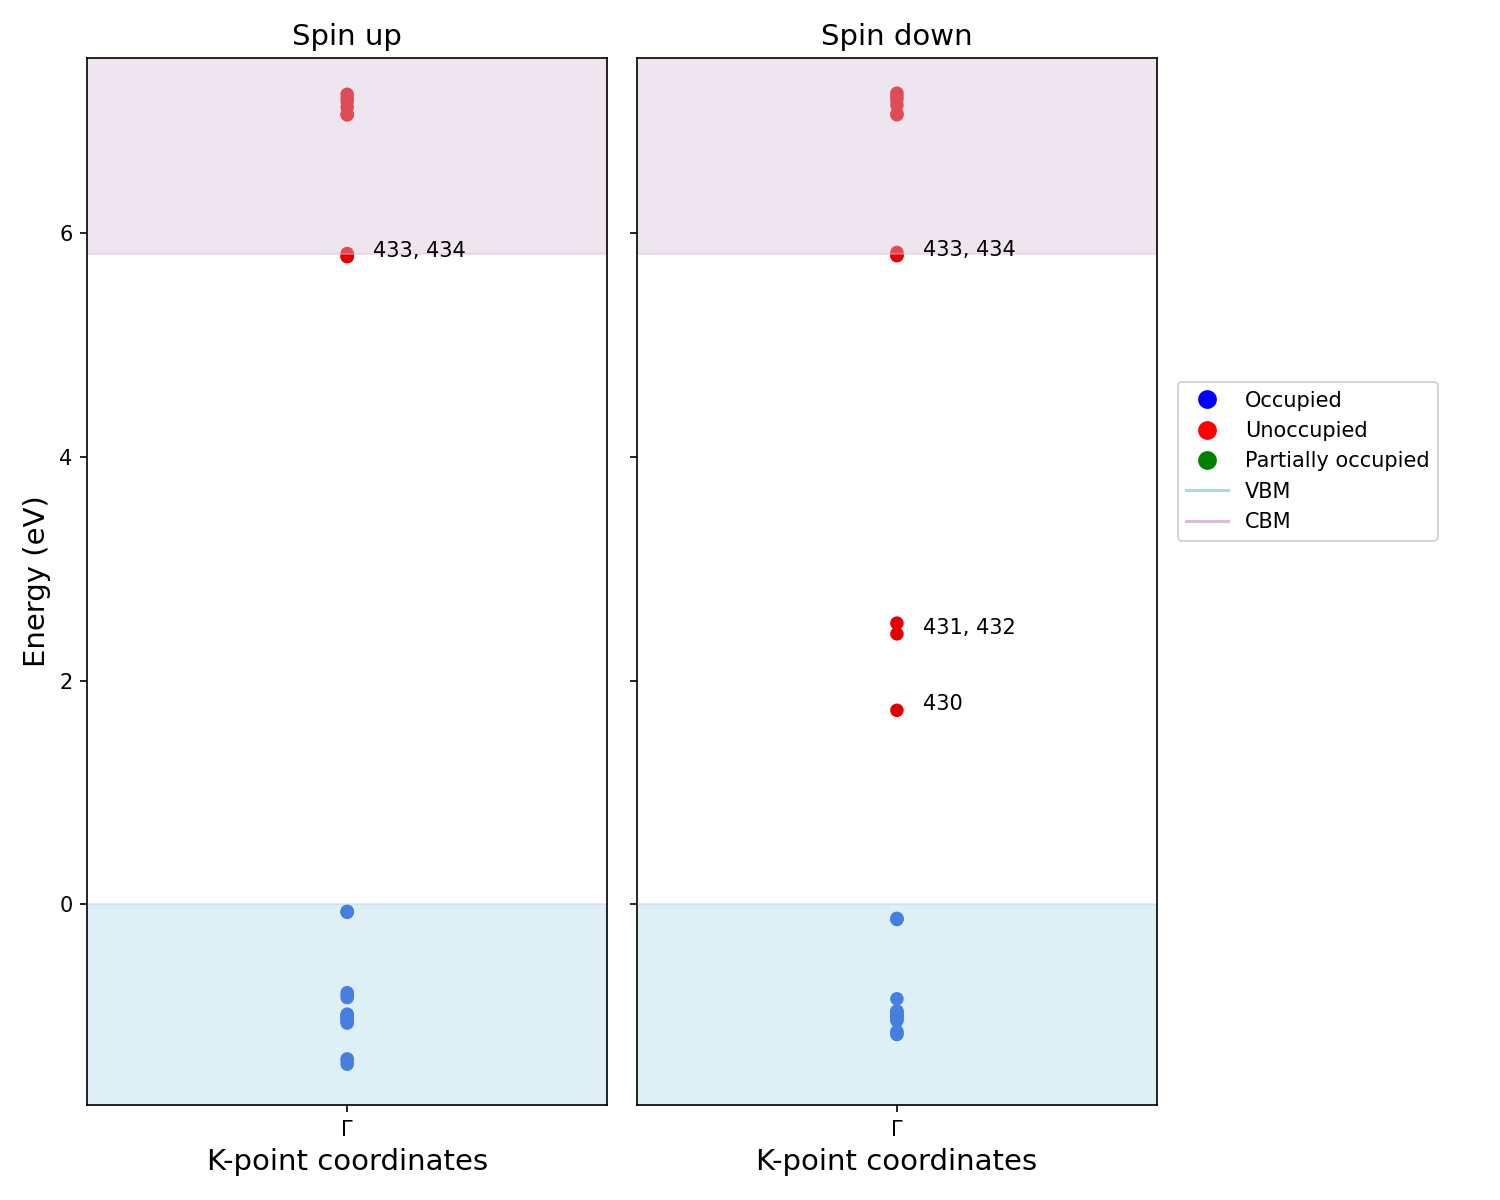 Spin up
Spin down
Energy (eV)
6
4
2
0
433, 434
433, 434
431, 432
430
Γ
Γ
K-point coordinates
K-point coordinates
Occupied
Unoccupied
Partially occupied
VBM
CBM